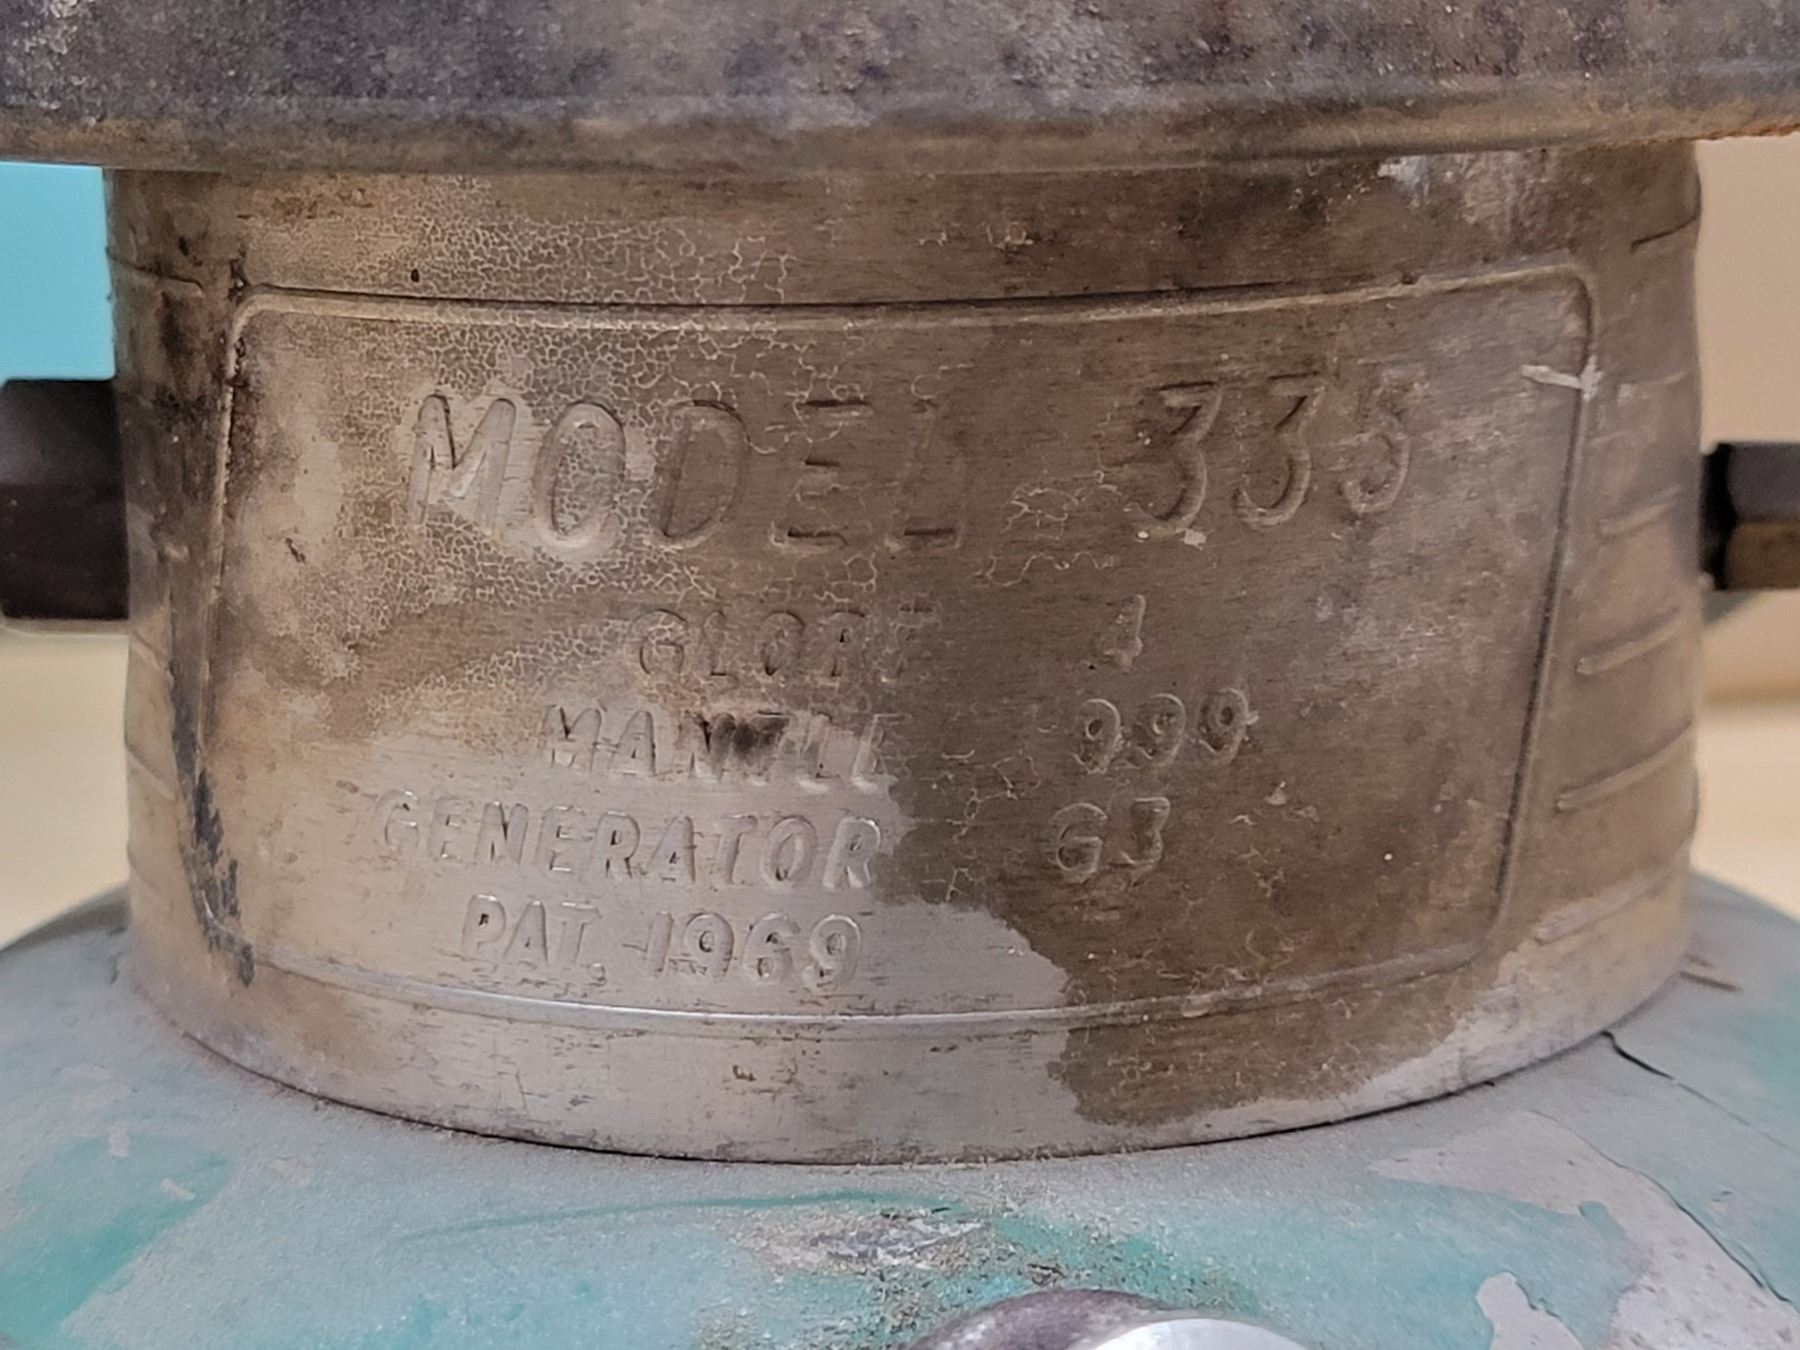 MODEL 335
GLOBE 4
MANTLE 999
GENERATOR G3
PAT. 1969